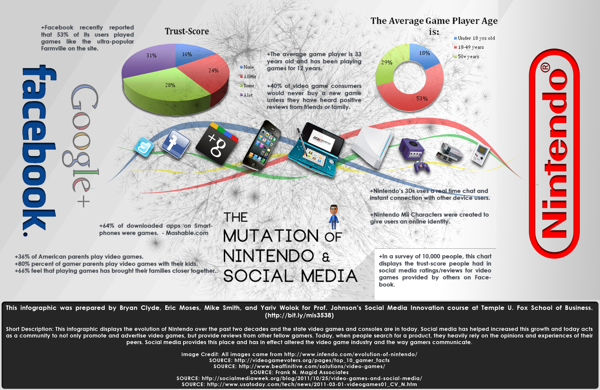 +Facebook recently reported
that 53% of its users played
games like the ultra-popular
Farmville on the site.
Trust-Score
31%
16%
24%
28%
None
A little
Some
A lot
The Average Game Player Age
is:
18%
53%
29%
Under 18 yrs old
18-49 years
50+ years
+The average game player is 33
years old and has been playing
games for 12 years.
+40% of video game consumers
would never buy a new game
unless they have heard positive
reviews from friends or family.
facebook.
Google+
g+
Nintendo®
+Nintendo's 3Ds uses a real time chat and
instant connection with other device users.
+Nintendo Mii Characters were created to
give users an online identity.
+64% of downloaded apps on Smart-
phones were games. - Mashable.com
THE
MUTATION OF
NINTENDO &
SOCIAL MEDIA
+36% of American parents play video games.
+80% percent of gamer parents play video games with their kids.
+66% feel that playing games has brought their families closer together.
+In a survey of 10,000 people, this chart
displays the trust-score people had in
social media ratings/reviews for video
games provided by others on Face-
book.
This infographic was prepared by Bryan Clyde, Eric Moses, Mike Smith, and Yariv Wolok for Prof. Johnson's Social Media Innovation course at Temple U. Fox School of Business.
(http://bit.ly/mis3538)
Short Description: This infographic displays the evolution of Nintendo over the past two decades and the state video games and consoles are in today. Social media has helped increased this growth and today acts
as a community to not only promote and advertise video games, but provide reviews from other fellow gamers. Today, when people search for a product, they heavily rely on the opinions and experiences of their
peers. Social media provides this place and has in effect altered the video game industry and the way gamers communicate.
Image Credit: All images came from http://www.intendo.com/evolution-of-nintendo/
SOURCE: http://videogamevoters.org/pages/top_10_gamer_facts
SOURCE: http://www.beaffinitive.com/solutions/video-games/
SOURCE: Frank N. Magid Associates
SOURCE: http://socialmediaweek.org/blog/2011/10/25/video-games-and-social-media/
SOURCE: http://www.usatoday.com/tech/news/2011-03-01-videogames01_CV_N.htm